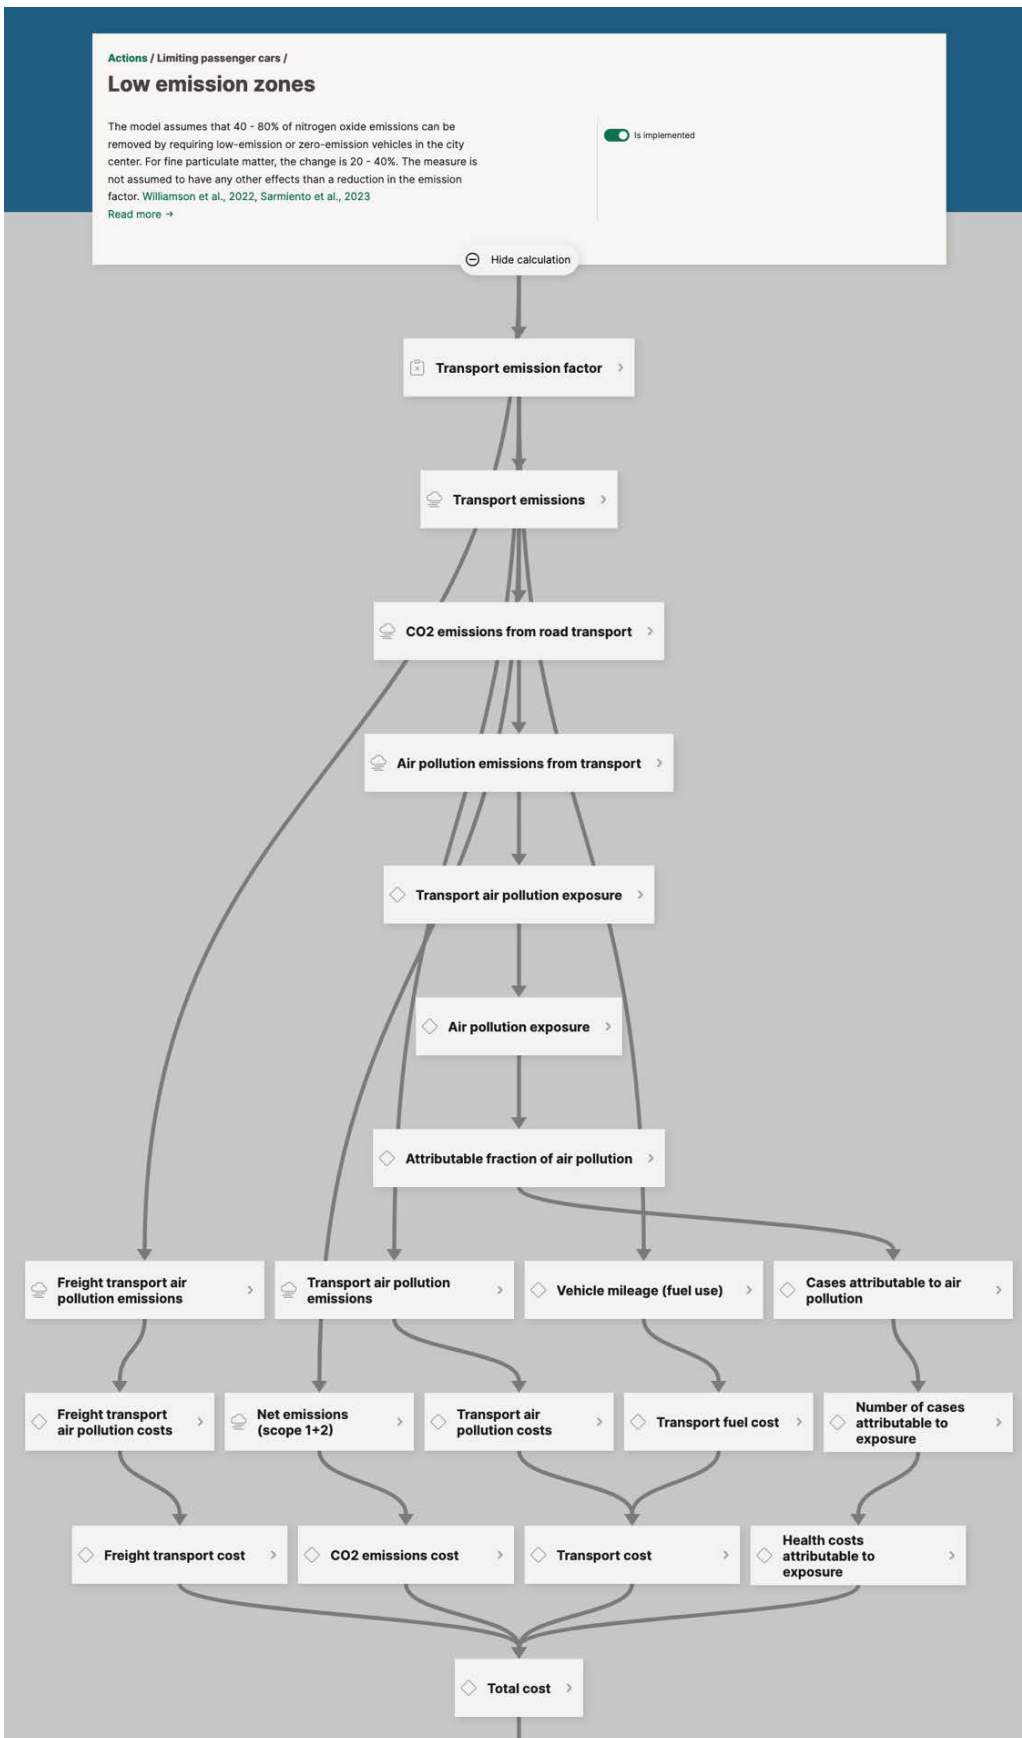 Actions / Limiting passenger cars /
Low emission zones
The model assumes that 40 - 80% of nitrogen oxide emissions can be
removed by requiring low-emission or zero-emission vehicles in the city
center. For fine particulate matter, the change is 20 - 40%. The measure is
not assumed to have any other effects than a reduction in the emission
factor. Williamson et al., 2022, Sarmiento et al., 2023
Read more →
Is implemented
Hide calculation
Transport emission factor
Transport emissions
CO2 emissions from road transport
Air pollution emissions from transport
Transport air pollution exposure
Air pollution exposure
Attributable fraction of air pollution
Freight transport air
pollution emissions
Transport air pollution
emissions
Vehicle mileage (fuel use)
Cases attributable to air
pollution
Freight transport
air pollution costs
Net emissions
(scope 1+2)
Transport air
pollution costs
Transport fuel cost
Number of cases
attributable to
exposure
Freight transport cost
CO2 emissions cost
Transport cost
Health costs
attributable to
exposure
Total cost